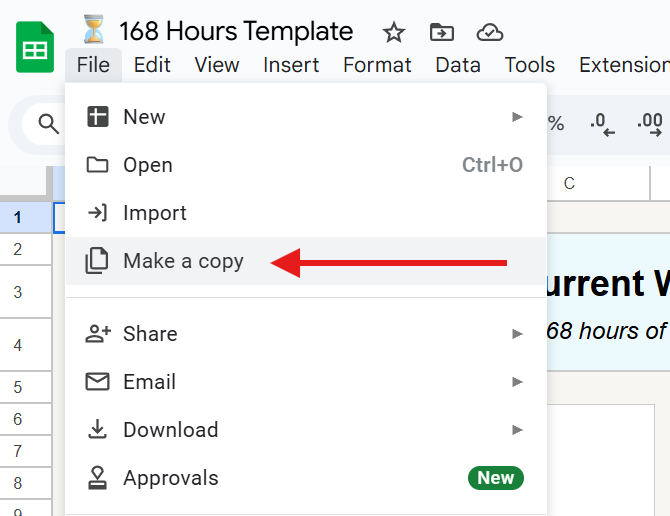 ⏳ 168 Hours Template
File Edit View Insert Format Data Tools Extension
% .0 .00
C
1
2
3 urrent W
4 68 hours of
5
6
7
8
9
New
Open Ctrl+O
Import
Make a copy
Share
Email
Download
Approvals New